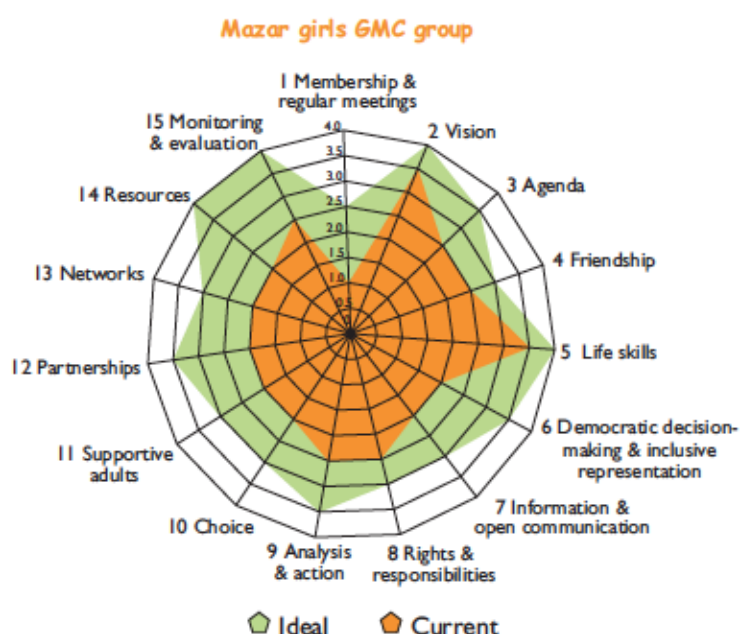 Mazar girls GMC group
1 Membership &
regular meetings
2 Vision
3 Agenda
4 Friendship
5 Life skills
6 Democratic decision-
making & inclusive
representation
7 Information &
open communication
8 Rights &
responsibilities
9 Analysis
& action
10 Choice
11 Supportive
adults
12 Partnerships
13 Networks
14 Resources
15 Monitoring
& evaluation
4.0
3.5
3.0
2.5
2.0
1.5
1.0
0.5
0
Ideal
Current